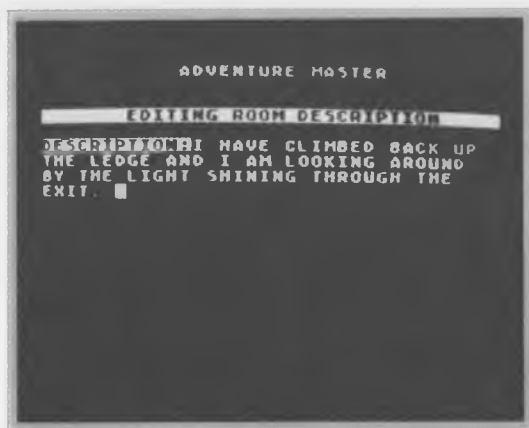 ADVENTURE MASTER
EDITING ROOM DESCRIPTION
DESCRIPTION:I HAVE CLIMBED BACK UP
THE LEDGE AND I AM LOOKING AROUND
BY THE LIGHT SHINING THROUGH THE
EXIT.